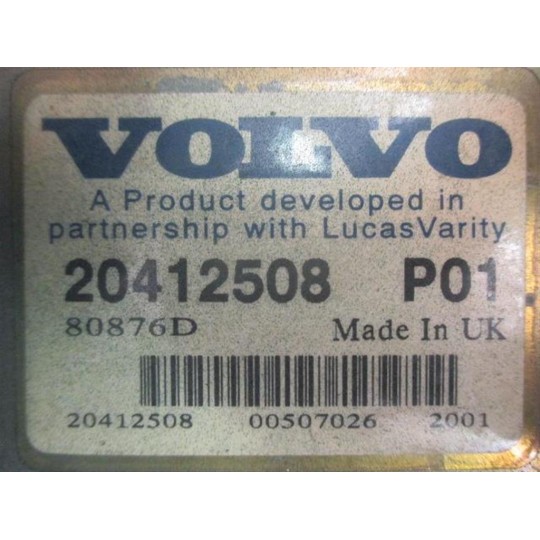 VOLVO
A Product developed in
partnership with LucasVarity
20412508 P01
80876D Made In UK
20412508 00507026 2001